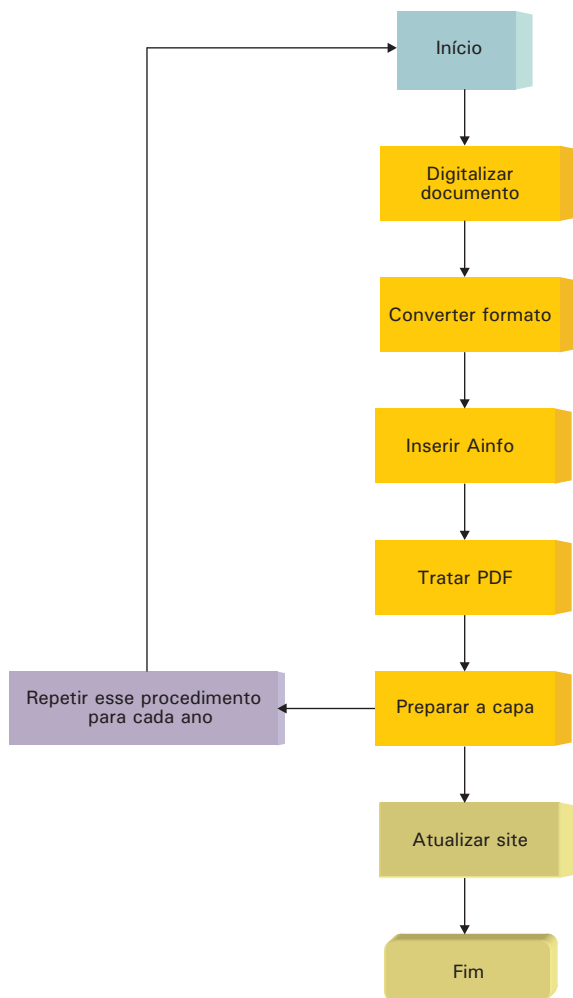 Início
Digitalizar
documento
Converter formato
Inserir Ainfo
Tratar PDF
Repetir esse procedimento
para cada ano
Preparar a capa
Atualizar site
Fim